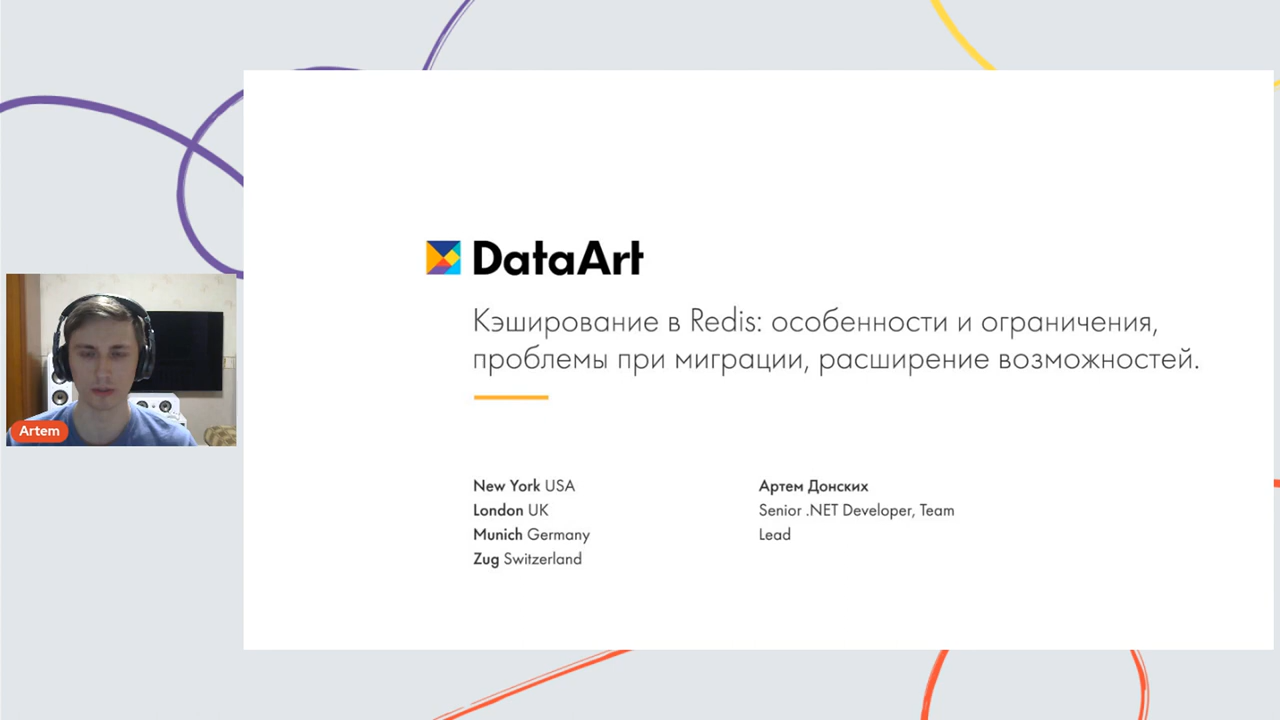 DataArt
Кэширование в Redis: особенности и ограничения,
проблемы при миграции, расширение возможностей.
New York USA
London UK
Munich Germany
Zug Switzerland
Артем Донских
Senior .NET Developer, Team
Lead
Artem